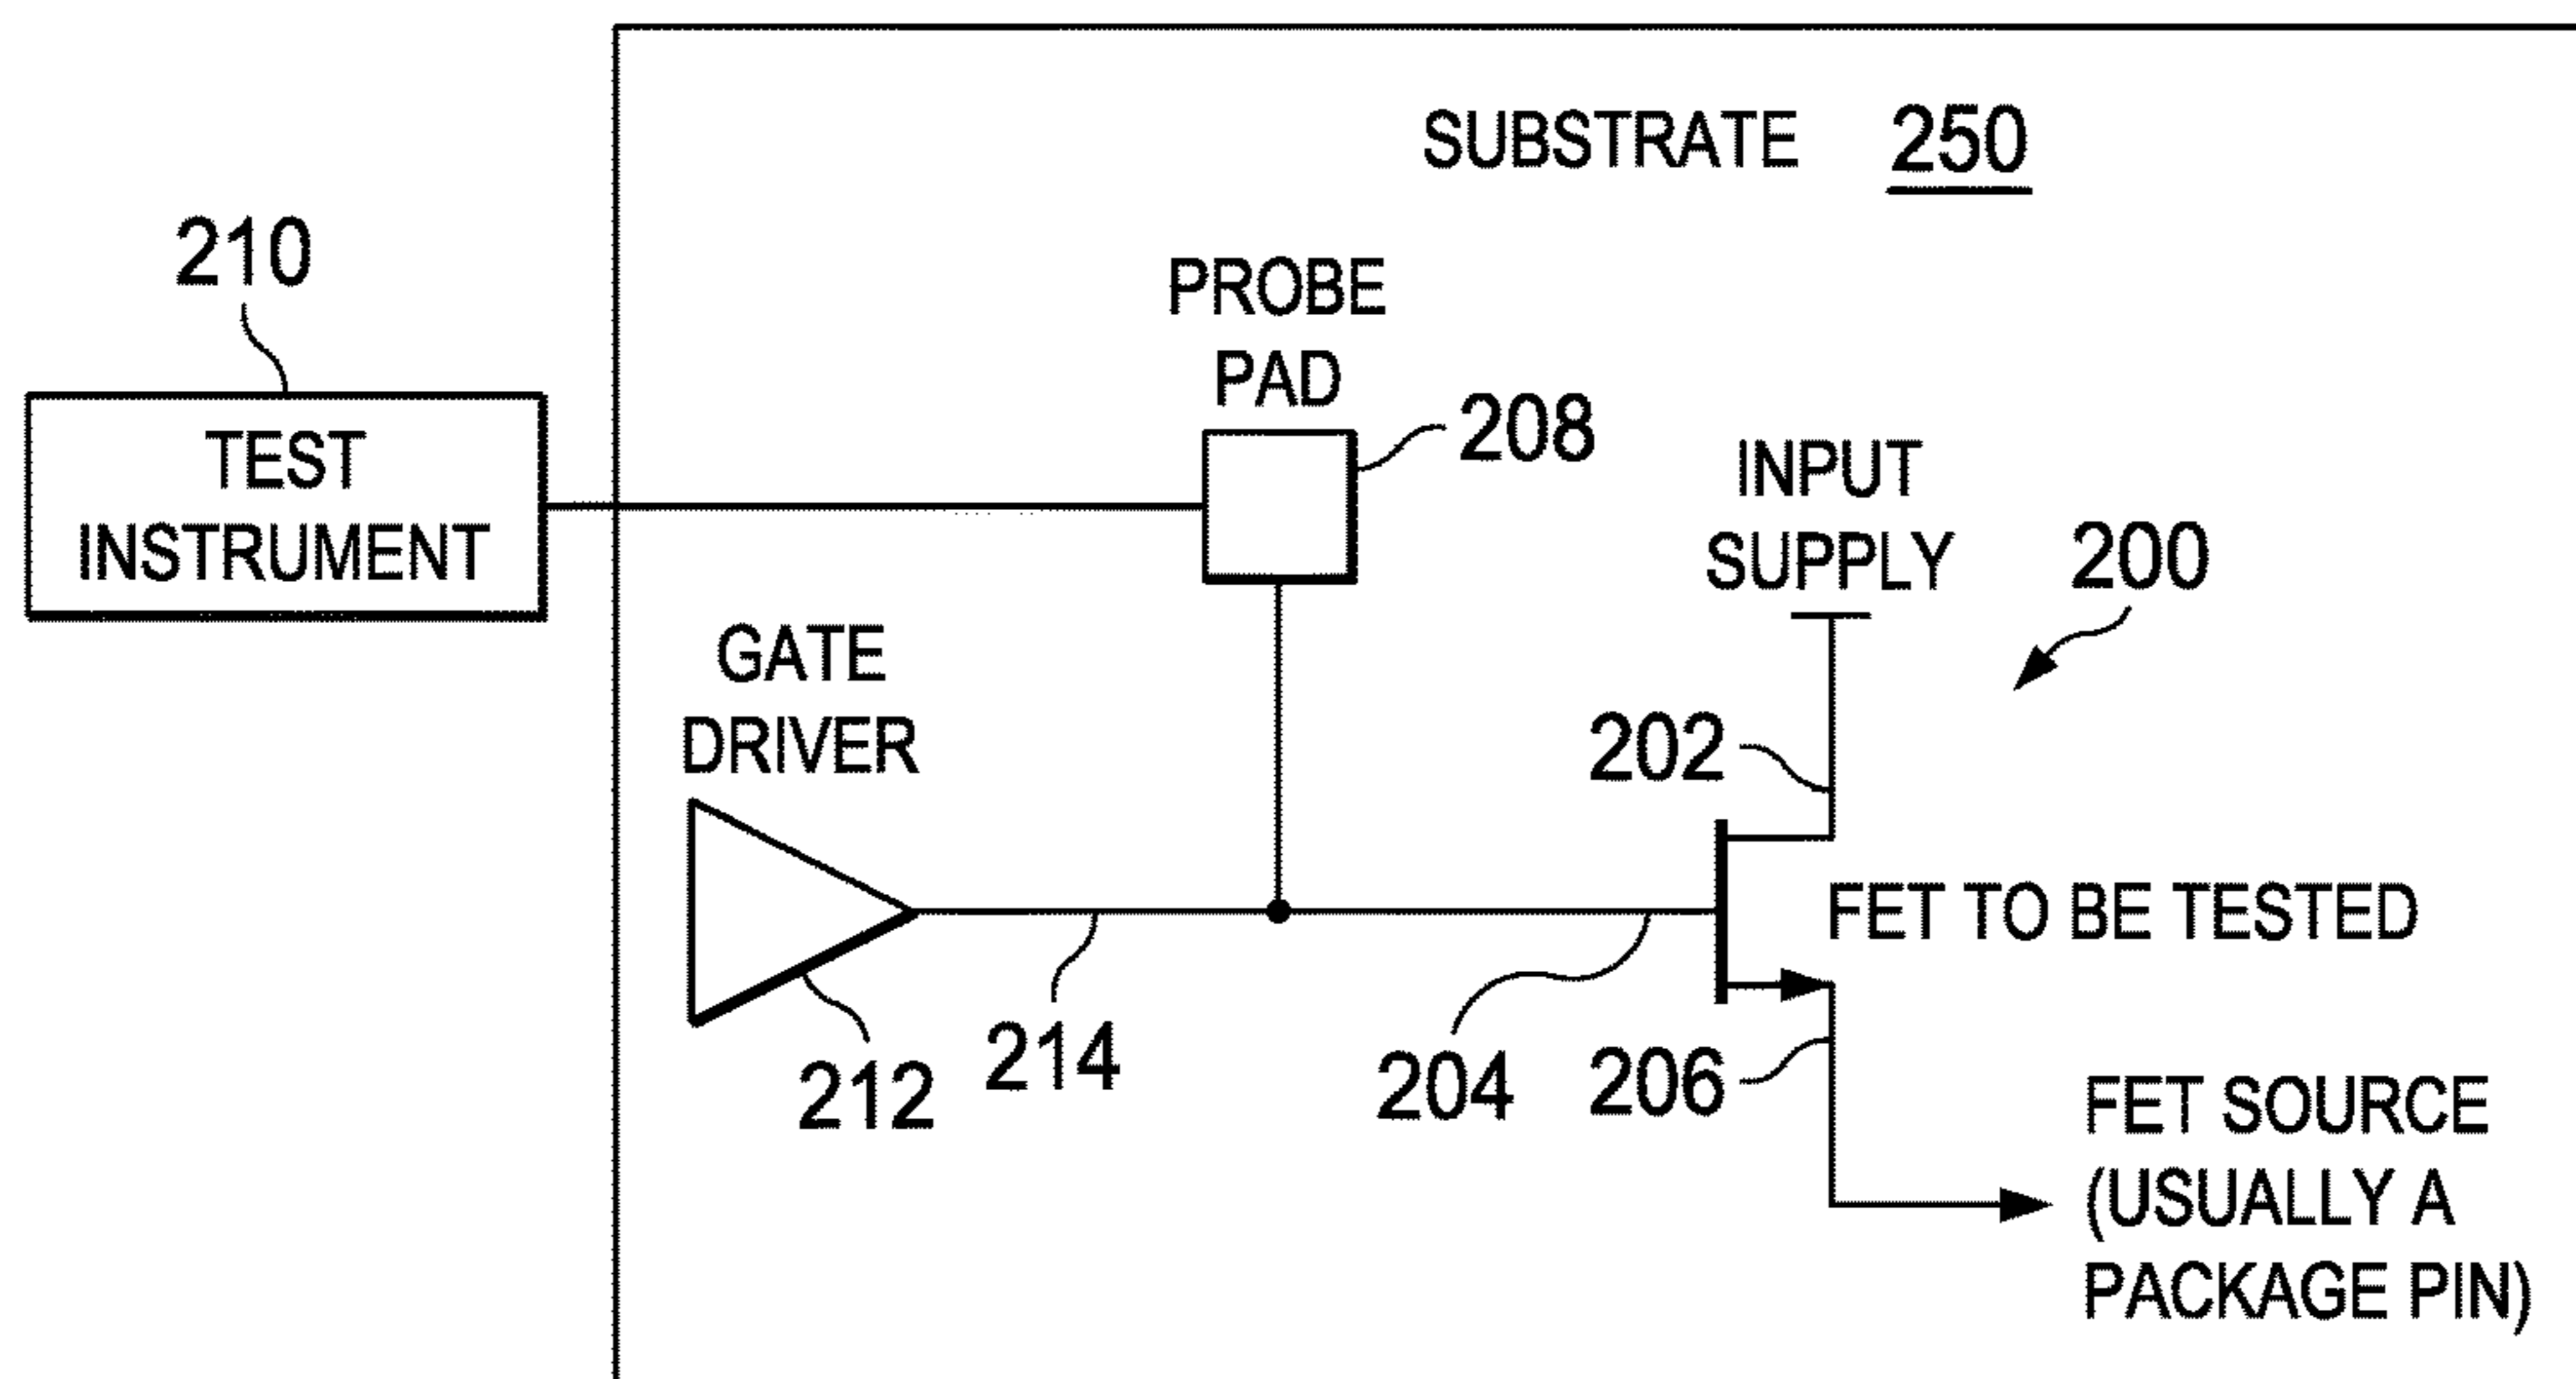 SUBSTRATE 250
210
PROBE
PAD
208
TEST
INSTRUMENT
INPUT
SUPPLY
200
GATE
DRIVER
202
FET TO BE TESTED
212
214
204
206
FET SOURCE
(USUALLY A
PACKAGE PIN)